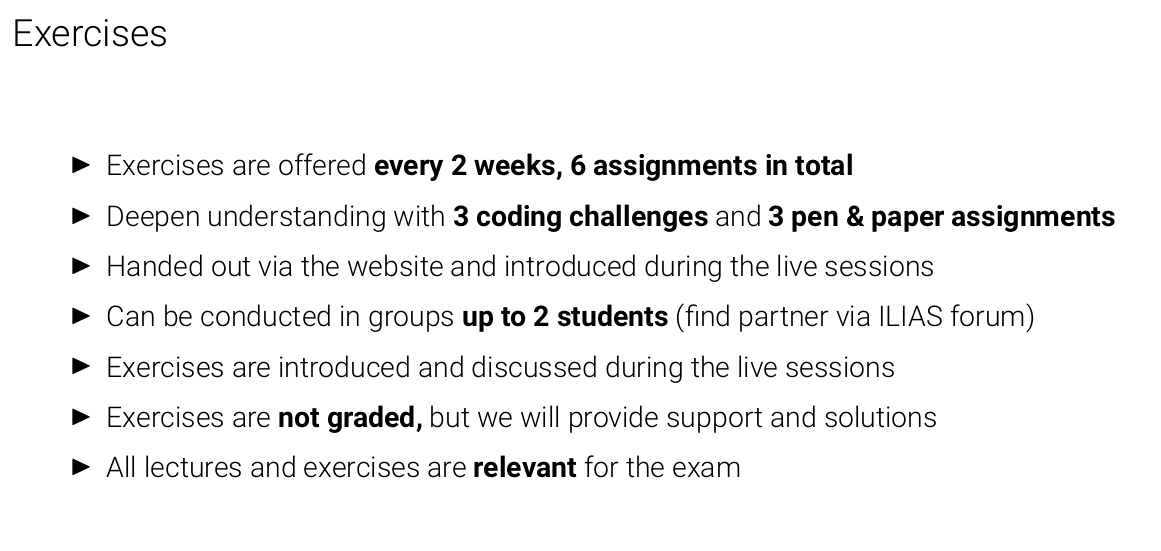 Exercises
► Exercises are offered every 2 weeks, 6 assignments in total
► Deepen understanding with 3 coding challenges and 3 pen & paper assignments
► Handed out via the website and introduced during the live sessions
► Can be conducted in groups up to 2 students (find partner via ILIAS forum)
► Exercises are introduced and discussed during the live sessions
► Exercises are not graded, but we will provide support and solutions
► All lectures and exercises are relevant for the exam